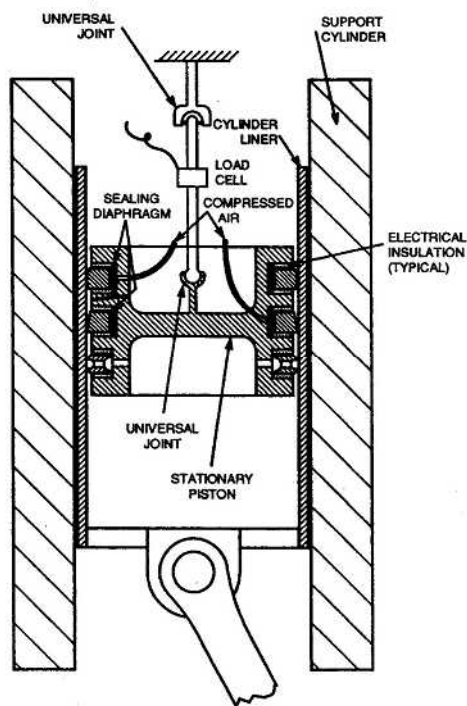 UNIVERSAL
JOINT
SUPPORT
CYLINDER
CYLINDER
LINER
LOAD
CELL
SEALING
DIAPHRAGM
COMPRESSED
AIR
ELECTRICAL
INSULATION
(TYPICAL)
UNIVERSAL
JOINT
STATIONARY
PISTON